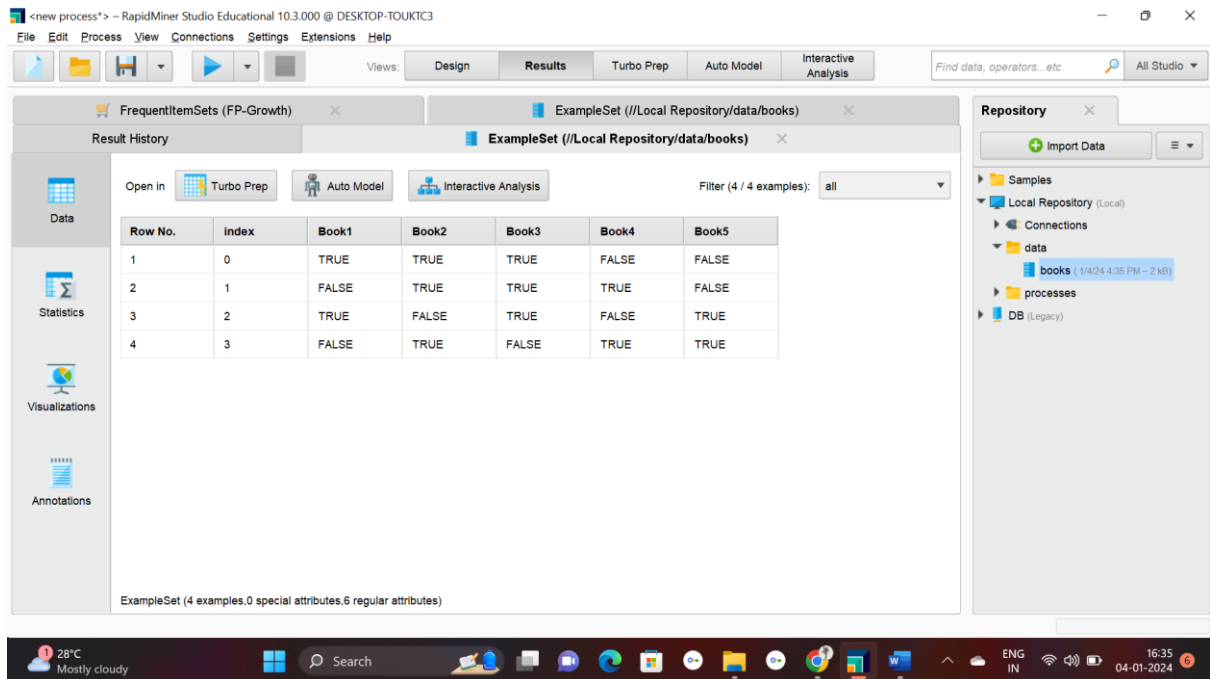 <new process*> – RapidMiner Studio Educational 10.3.000 @ DESKTOP-TOUKTC3
File Edit Process View Connections Settings Extensions Help
Views: Design Results Turbo Prep Auto Model Interactive Analysis Find data, operators...etc All Studio
FrequentItemSets (FP-Growth) ExampleSet (//Local Repository/data/books)
Result History ExampleSet (//Local Repository/data/books)
Open in Turbo Prep Auto Model Interactive Analysis Filter (4 / 4 examples): all
Data
Statistics
Visualizations
Annotations
Row No. index Book1 Book2 Book3 Book4 Book5
1 0 TRUE TRUE TRUE FALSE FALSE
2 1 FALSE TRUE TRUE TRUE FALSE
3 2 TRUE FALSE TRUE FALSE TRUE
4 3 FALSE TRUE FALSE TRUE TRUE
ExampleSet (4 examples,0 special attributes,6 regular attributes)
Repository
Import Data
Samples
Local Repository (Local)
Connections
data
books ( 1/4/24 4:35 PM – 2 kB)
processes
DB (Legacy)
1 28°C
Mostly cloudy
Search
W
ENG
IN
16:35
04-01-2024
6